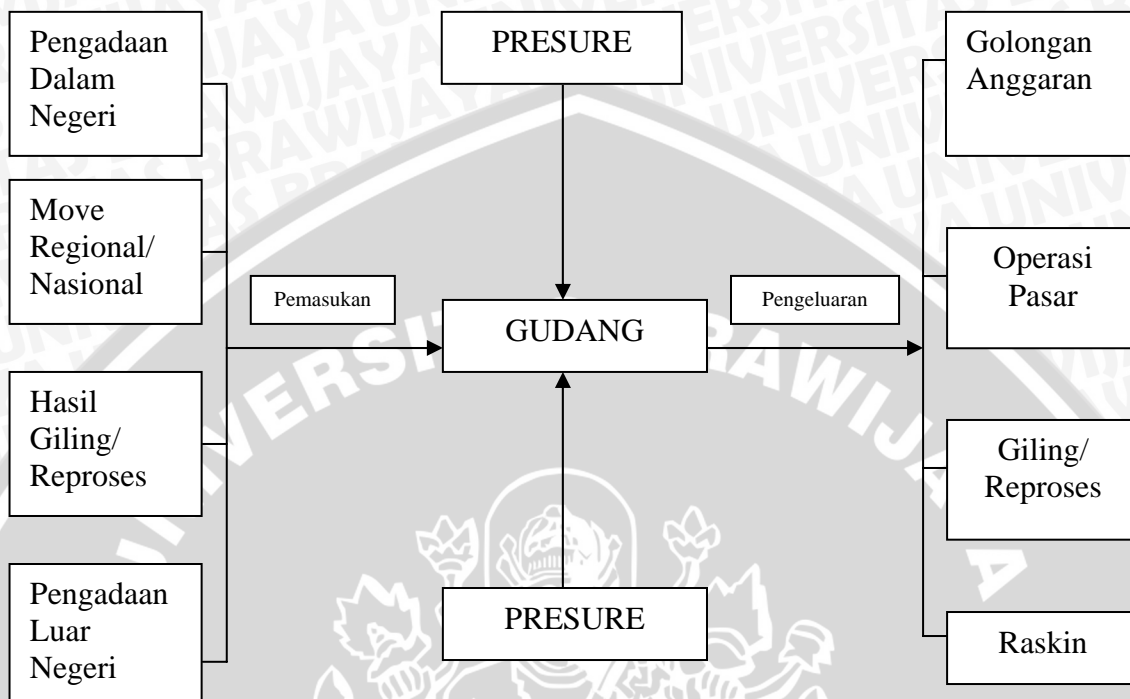 Pengadaan
Dalam
Negeri
Move
Regional/
Nasional
Hasil
Giling/
Reproses
Pengadaan
Luar
Negeri
Pemasukan
PRESURE
GUDANG
PRESURE
Pengeluaran
Golongan
Anggaran
Operasi
Pasar
Giling/
Reproses
Raskin